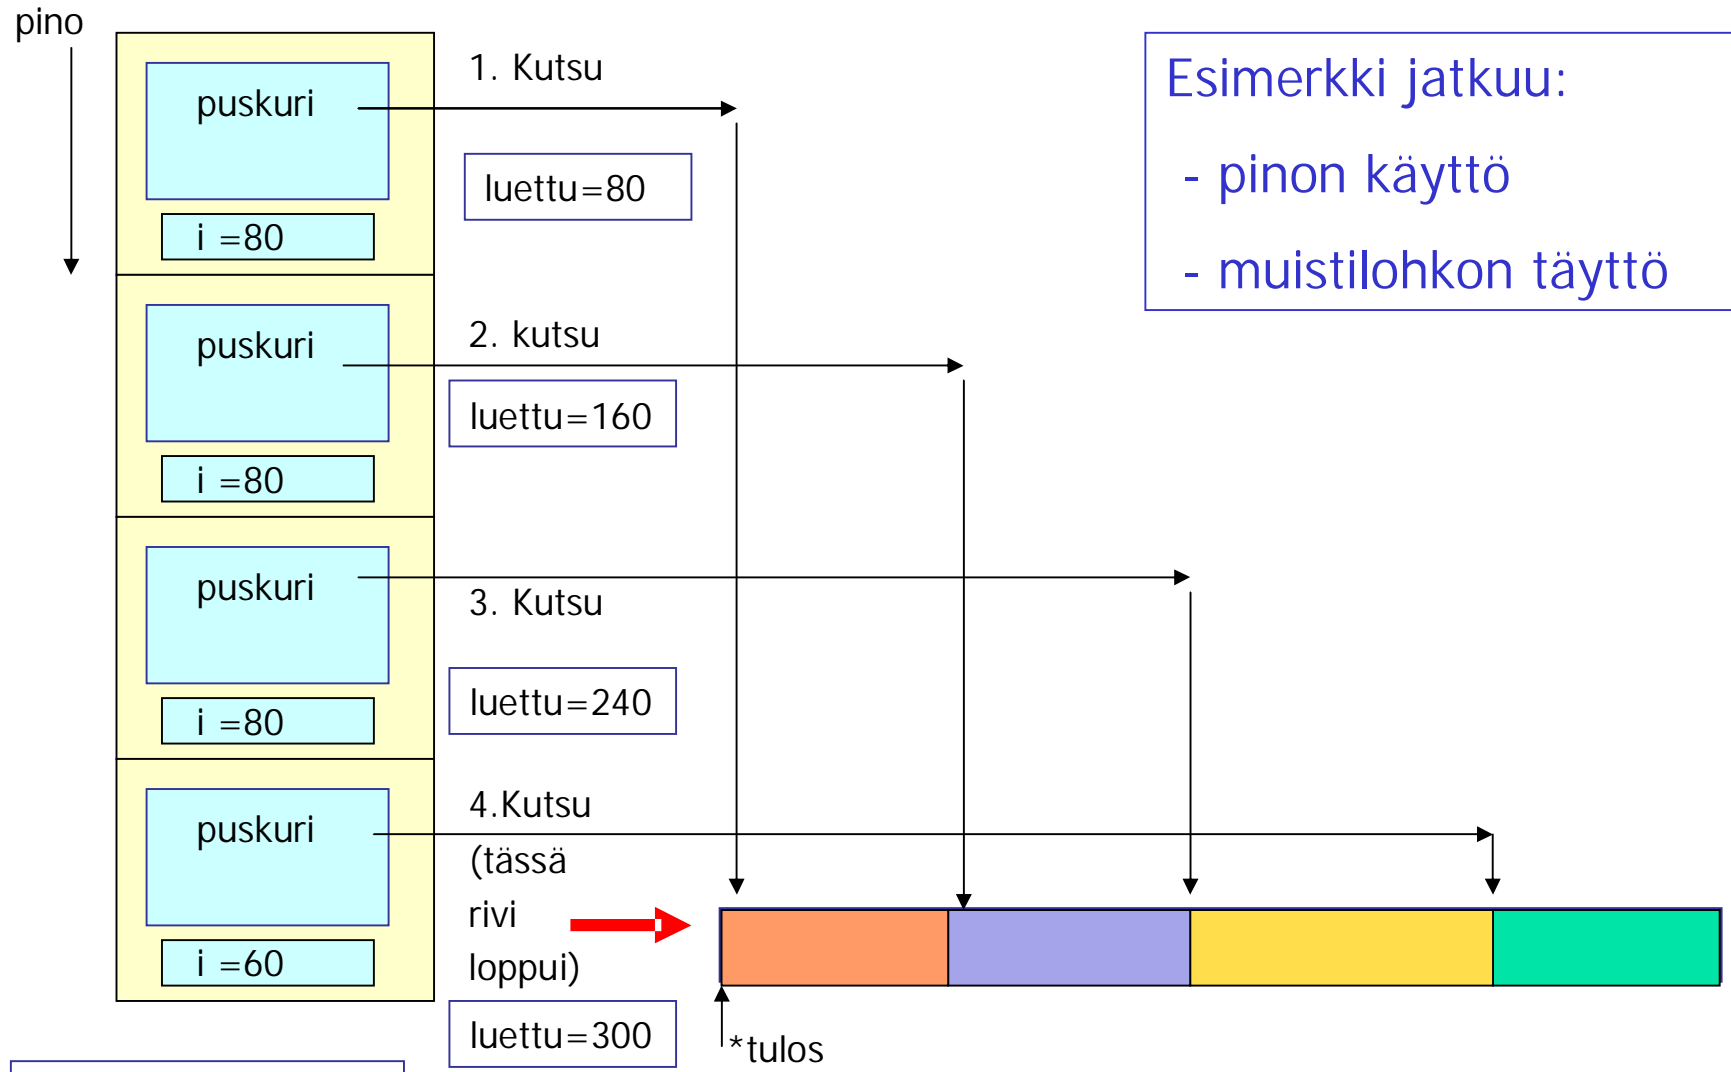 pino
puskuri
i =80
1. Kutsu
luettu=80
Esimerkki jatkuu:
- pinon käyttö
- muistilohkon täyttö
puskuri
i =80
2. kutsu
luettu=160
puskuri
i =80
3. Kutsu
luettu=240
puskuri
i =60
4.Kutsu
(tässä
rivi
loppui)
luettu=300
*tulos